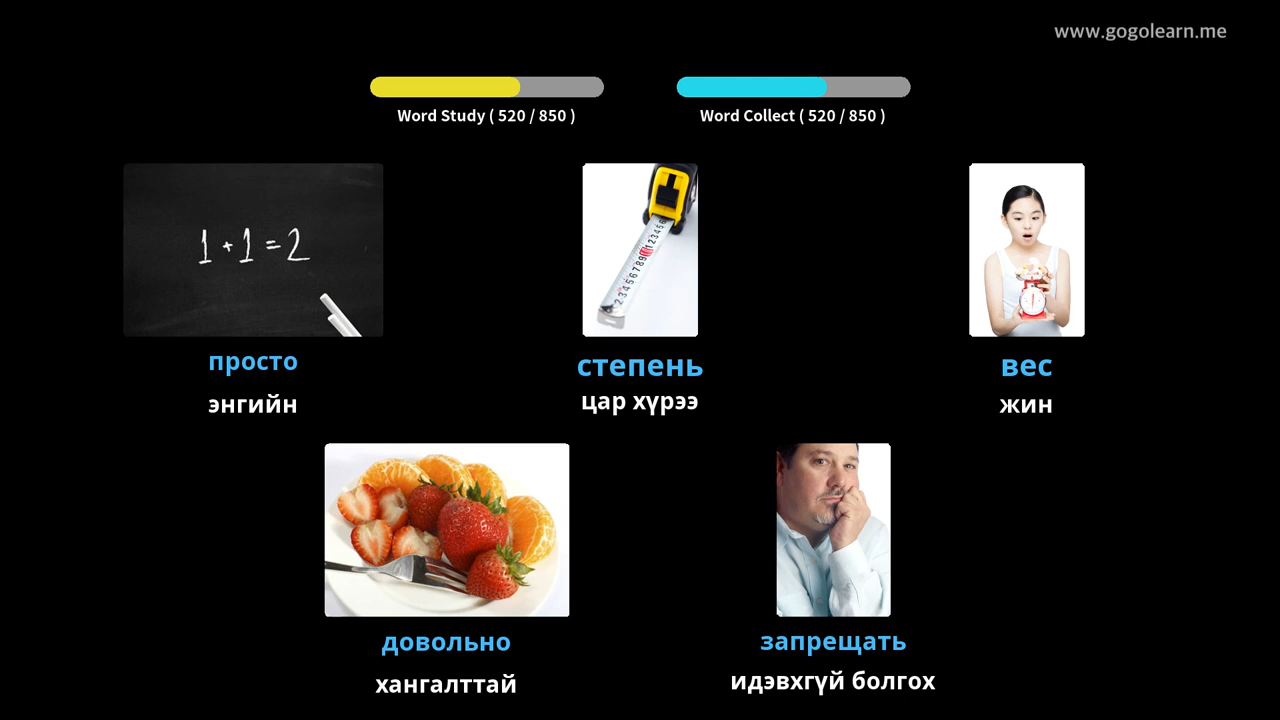 www.gogolearn.me
Word Study ( 520 / 850 )
Word Collect ( 520 / 850 )
1 + 1 = 2
просто
энгийн
степень
цар хүрээ
вес
жин
довольно
хангалттай
запрещать
идэвхгүй болгох